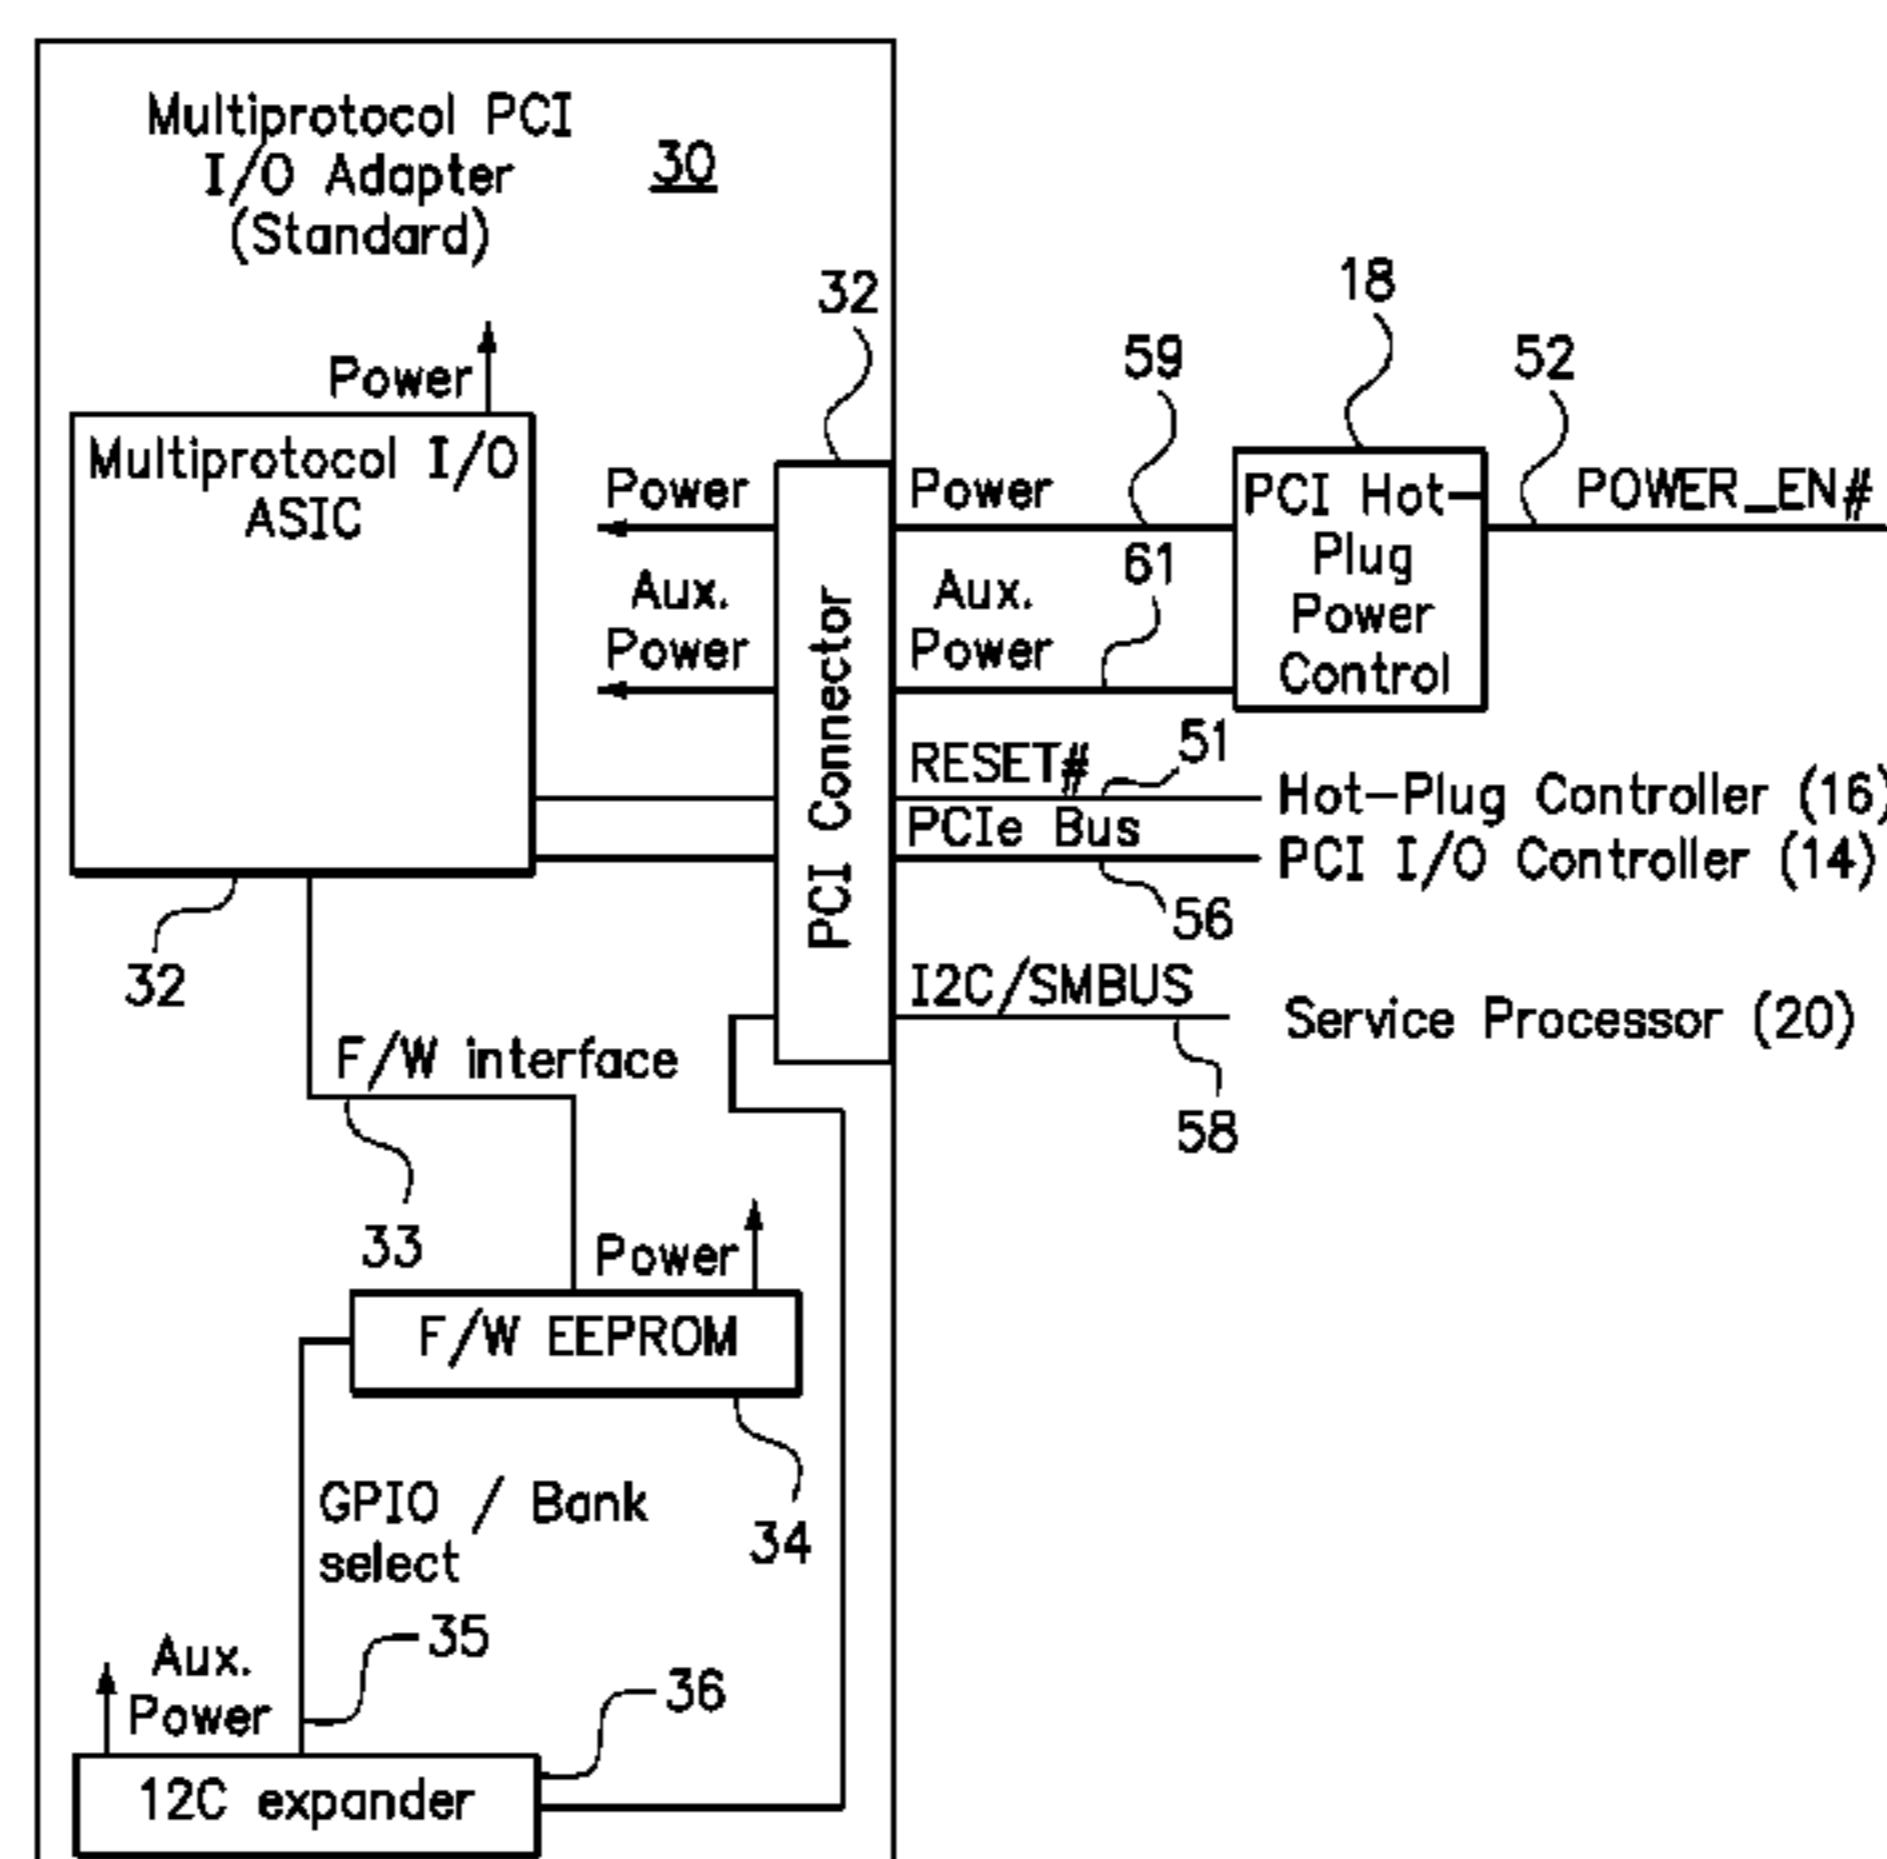 Multiprotocol PCI
I/O Adapter
(Standard)
30
32
18
59
52
Power
Multiprotocol I/O
ASIC
Power
Power
PCI Hot-
Plug
Power
Control
POWER_EN#
61
Aux.
Power
Aux.
Power
PCI Connector
RESET#
51
Hot-Plug Controller (16)
PCIe Bus
PCI I/O Controller (14)
56
32
I2C/SMBUS
Service Processor (20)
58
F/W interface
33
Power
F/W EEPROM
34
GPIO / Bank
select
35
Aux.
Power
36
12C expander